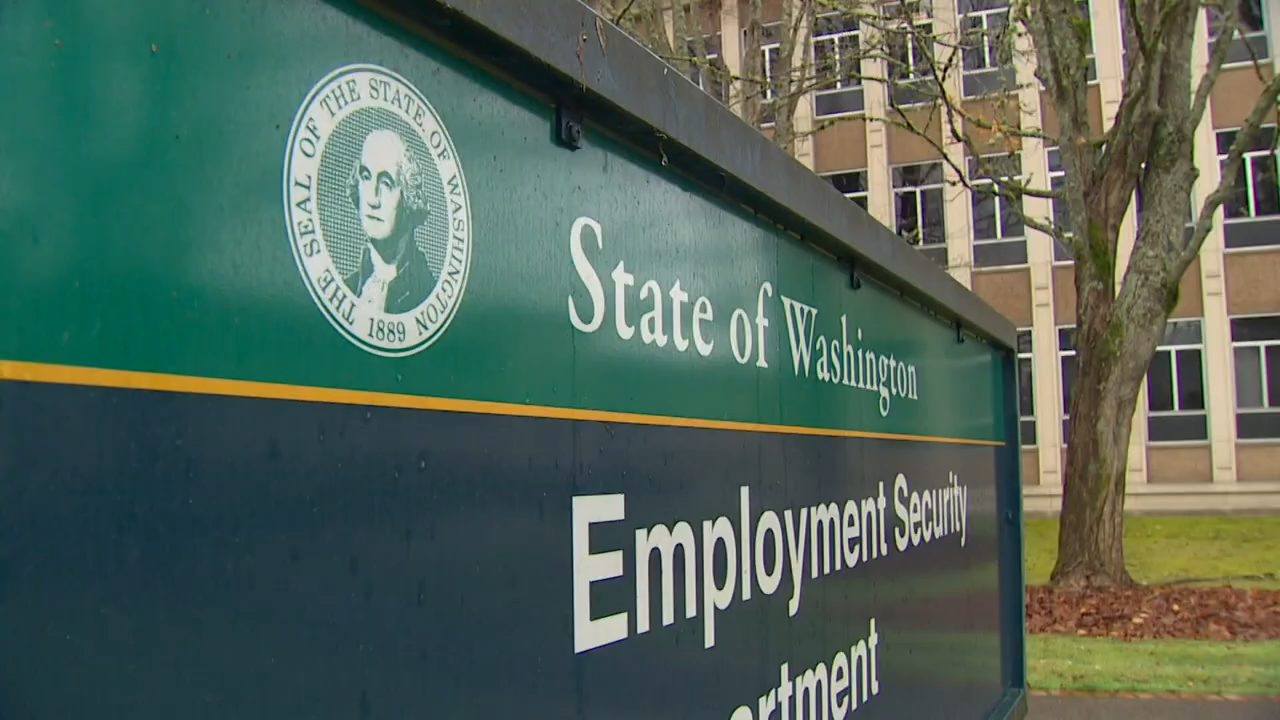 THE SEAL OF THE STATE OF WASHINGTON
1889
State of Washington
Employment Security